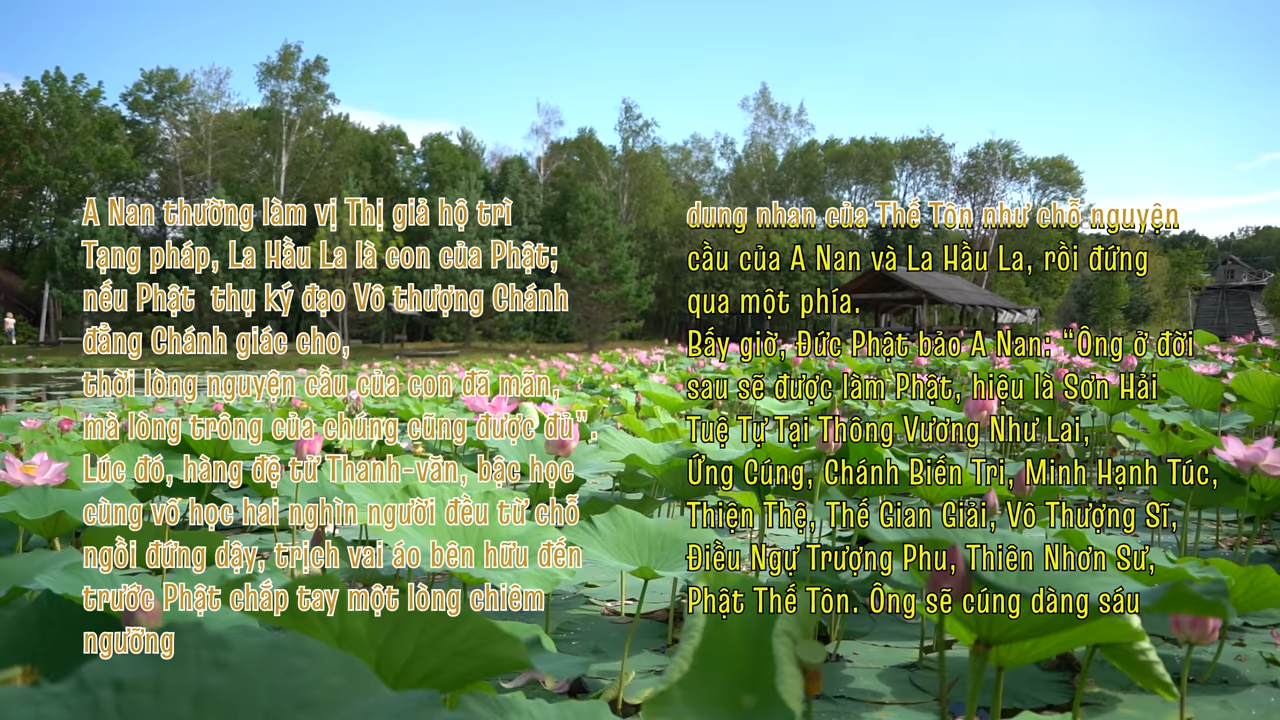 A Nan thường làm vị Thị giả hộ trì
Tạng pháp, La Hầu La là con của Phật;
nếu Phật  thụ ký đạo Vô thượng Chánh
đẳng Chánh giác cho,
thời lòng nguyện cầu của con đã mãn,
mà lòng trông của chúng cũng được đủ”.
Lúc đó, hàng đệ tử Thanh-văn, bậc học
cùng vô học hai nghìn người đều từ chỗ
ngồi đứng dậy, trịch vai áo bên hữu đến
trước Phật chắp tay một lòng chiêm
ngưỡng
dung nhan của Thế Tôn như chỗ nguyện
cầu của A Nan và La Hầu La, rồi đứng
qua một phía.
Bấy giờ, Đức Phật bảo A Nan: “Ông ở đời
sau sẽ được làm Phật, hiệu là Sơn Hải
Tuệ Tự Tại Thông Vương Như Lai,
Ứng Cúng, Chánh Biến Tri, Minh Hạnh Túc,
Thiện Thệ, Thế Gian Giải, Vô Thượng Sĩ,
Điều Ngự Trượng Phu, Thiên Nhơn Sư,
Phật Thế Tôn. Ông sẽ cúng dàng sáu